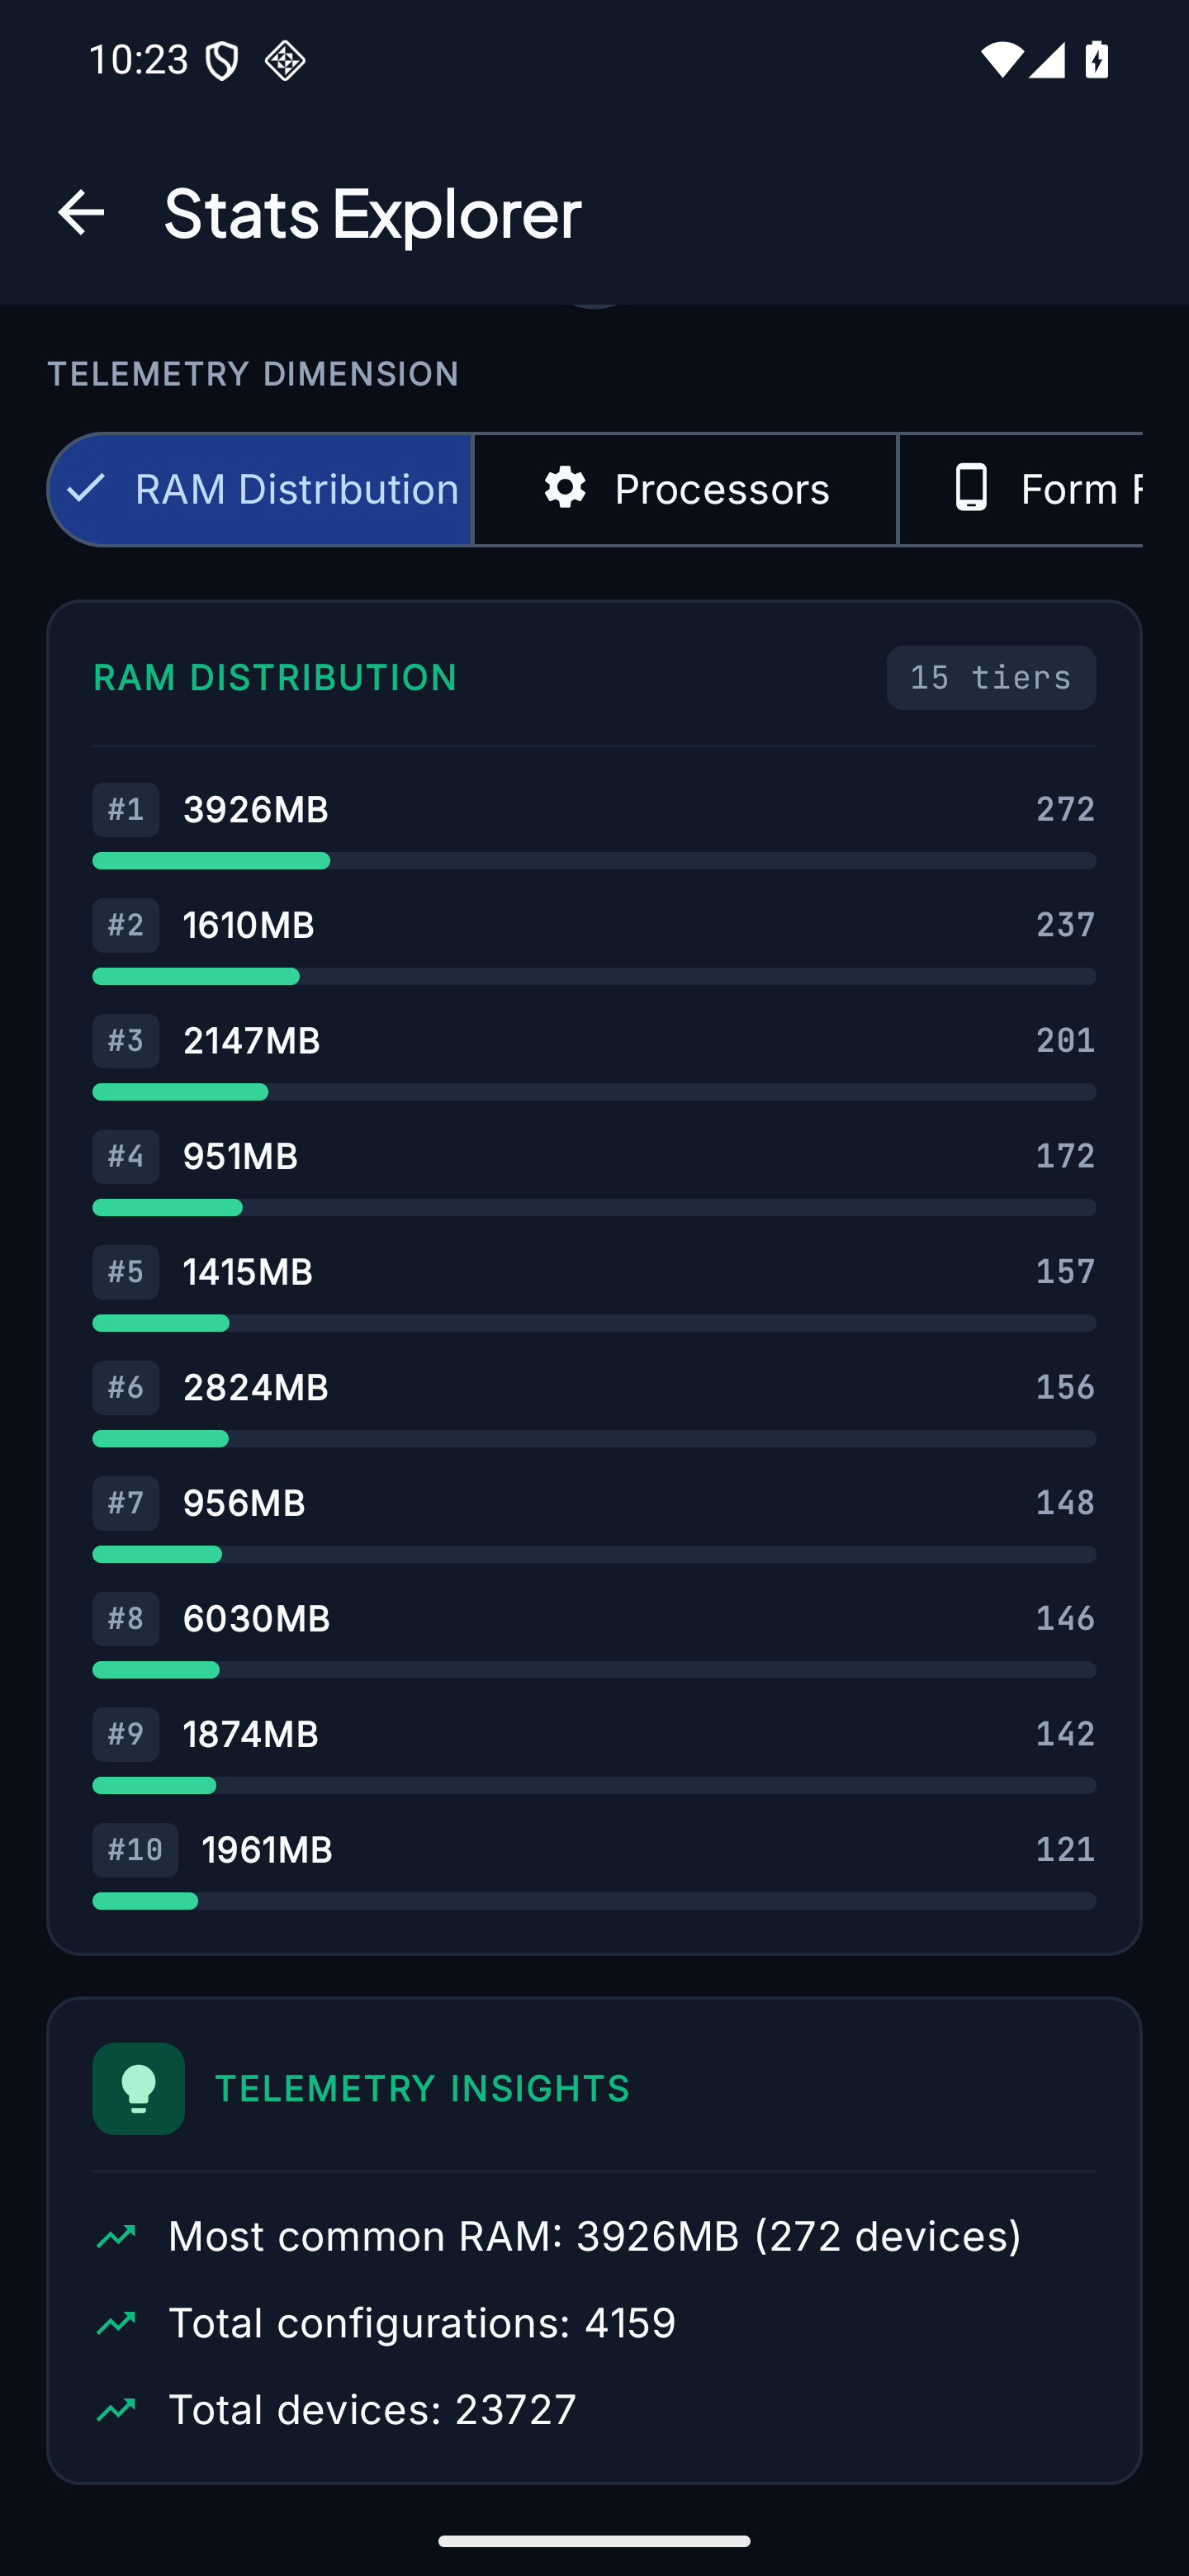 10:23
Stats Explorer
TELEMETRY DIMENSION
RAM Distribution
Processors
Form F
RAM DISTRIBUTION
15 tiers
#1 3926MB 272
#2 1610MB 237
#3 2147MB 201
#4 951MB 172
#5 1415MB 157
#6 2824MB 156
#7 956MB 148
#8 6030MB 146
#9 1874MB 142
#10 1961MB 121
TELEMETRY INSIGHTS
Most common RAM: 3926MB (272 devices)
Total configurations: 4159
Total devices: 23727